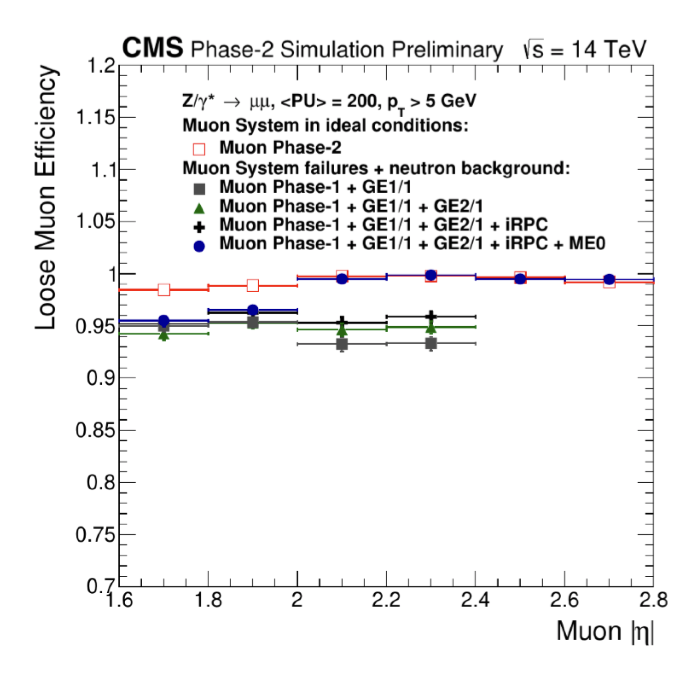 CMS Phase-2 Simulation Preliminary √s = 14 TeV
Loose Muon Efficiency
1.2
1.15
1.1
1.05
1
0.95
0.9
0.85
0.8
0.75
0.7
Z/γ* → μμ, <PU> = 200, p_T > 5 GeV
Muon System in ideal conditions:
Muon Phase-2
Muon System failures + neutron background:
Muon Phase-1 + GE1/1
Muon Phase-1 + GE1/1 + GE2/1
Muon Phase-1 + GE1/1 + GE2/1 + iRPC
Muon Phase-1 + GE1/1 + GE2/1 + iRPC + ME0
1.6 1.8 2 2.2 2.4 2.6 2.8
Muon |η|